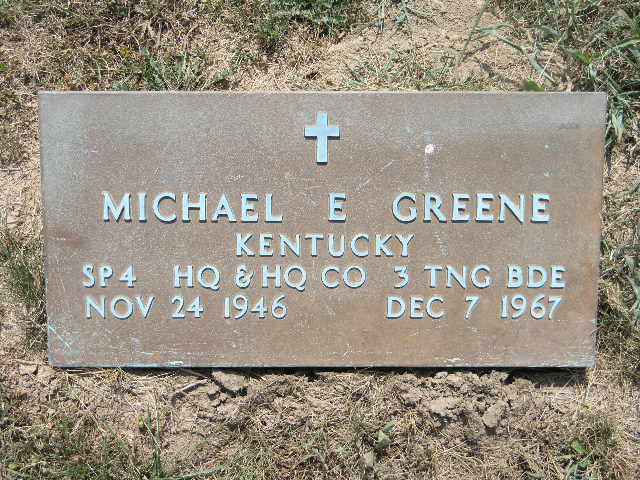 MICHAEL E GREENE
KENTUCKY
SP4 HQ & HQ CO 3 TNG BDE
NOV 24 1946 DEC 7 1967